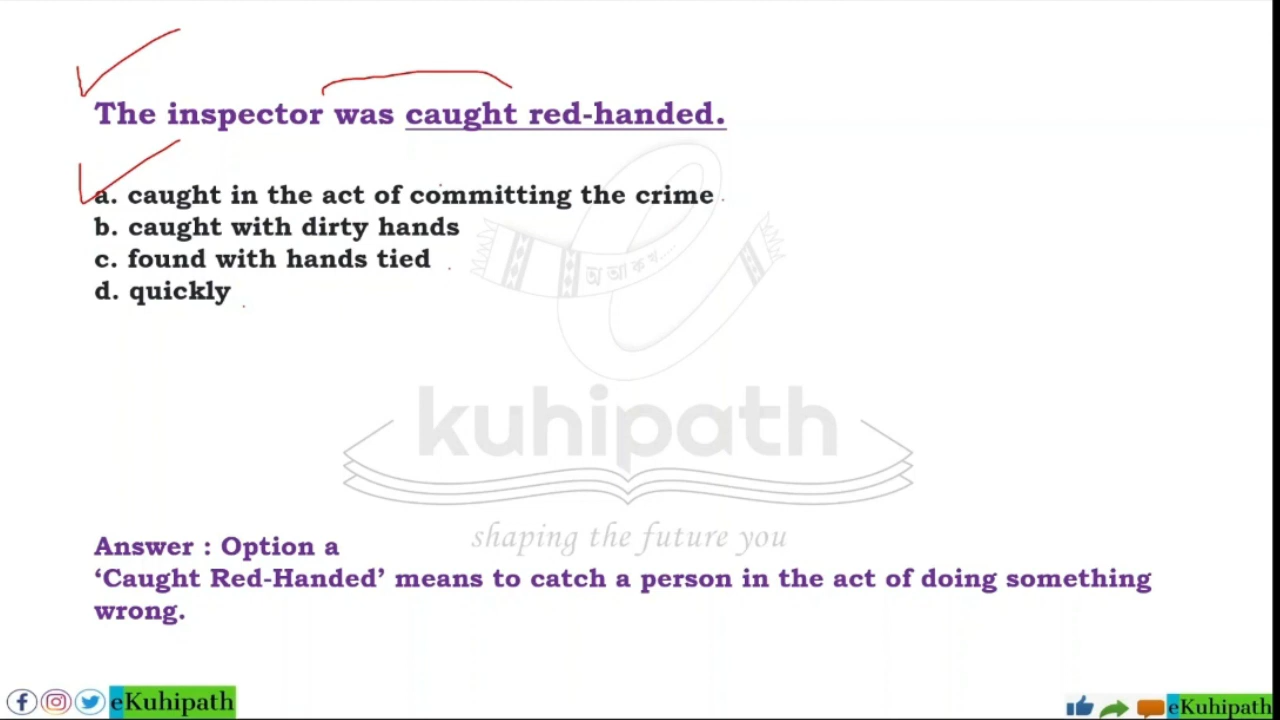 The inspector was caught red-handed.
a. caught in the act of committing the crime
b. caught with dirty hands
c. found with hands tied
d. quickly
অ আ ক খ....
kuhipath
shaping the future you
Answer : Option a
‘Caught Red-Handed’ means to catch a person in the act of doing something
wrong.
eKuhipath
eKuhipath